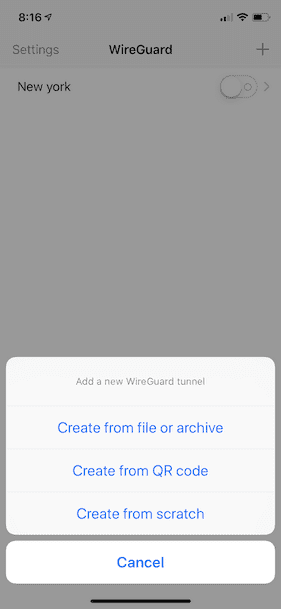 8:16
Settings WireGuard +
New york
Add a new WireGuard tunnel
Create from file or archive
Create from QR code
Create from scratch
Cancel